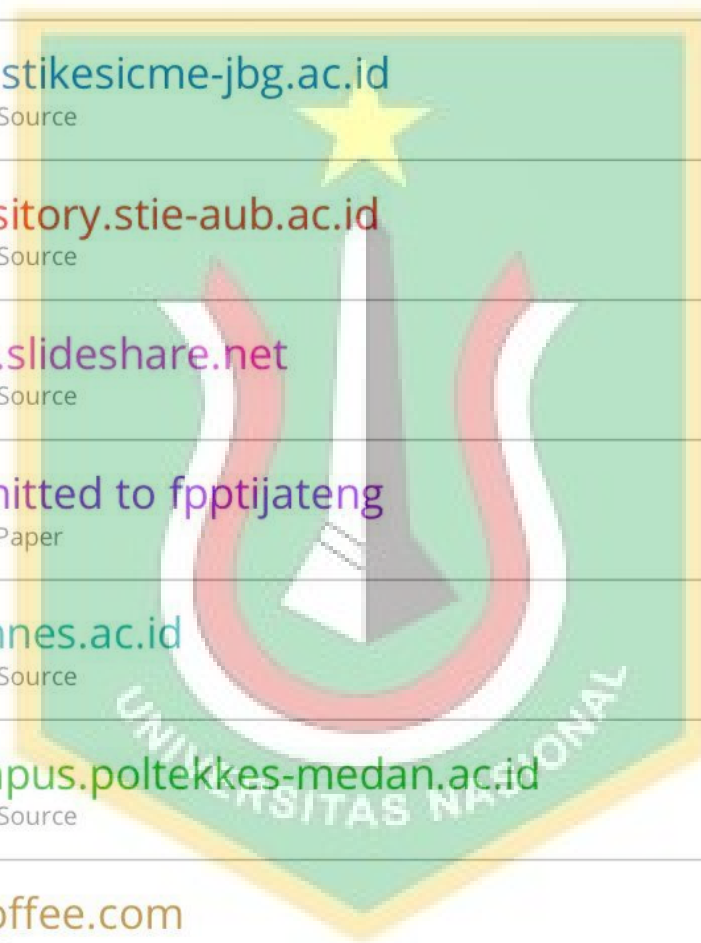 stikesicme-jbg.ac.id
Source
sitory.stie-aub.ac.id
Source
.slideshare.net
Source
nitted to fpptijateng
Paper
nnes.ac.id
Source
pus.poltekkes-medan.ac.id
Source
offee.com
UNIVERSITAS NASIONAL